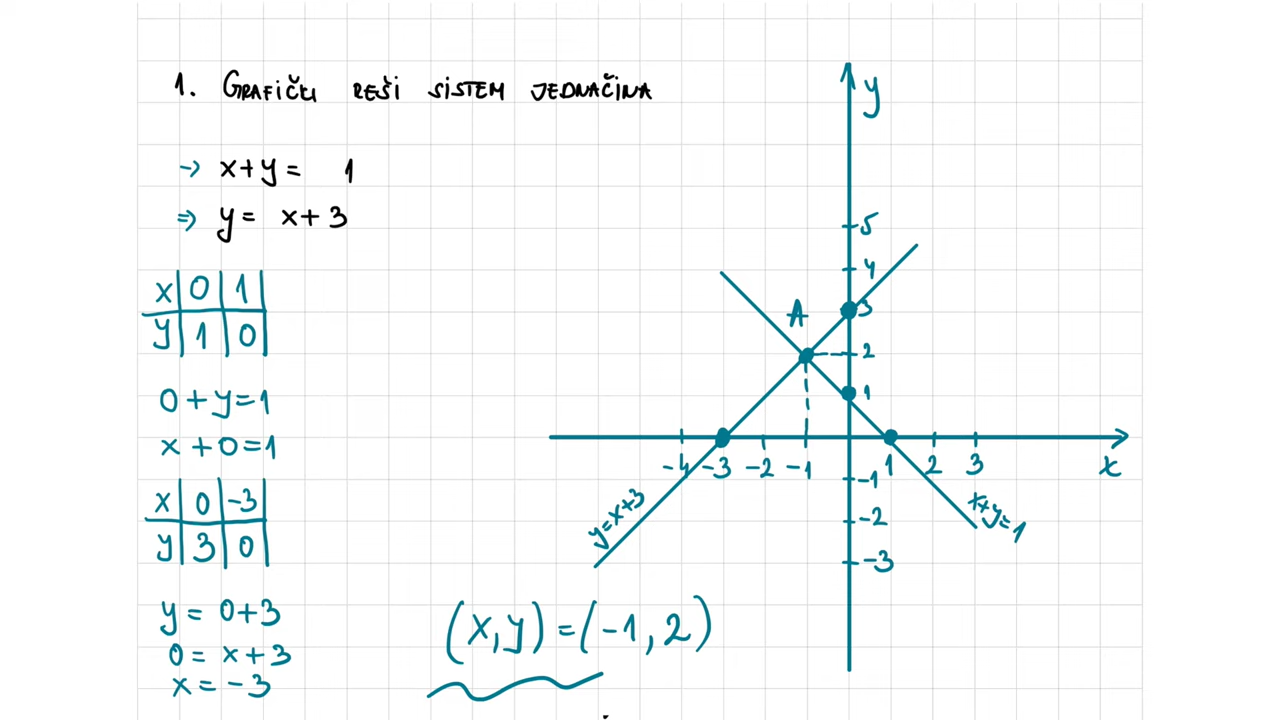 1. GRAFIČKI REŠI SISTEM JEDNAČINA
→ x+y= 1
⇒ y= x+3
x 0 1
y 1 0
0+y=1
x+0=1
x 0 -3
y 3 0
y= 0+3
0= x+3
x= -3
(x,y)=(-1,2)
y
5
4
A
3
2
1
-4 -3 -2 -1 1 2 3 x
-1
-2
-3
y=x+3
x+y=1